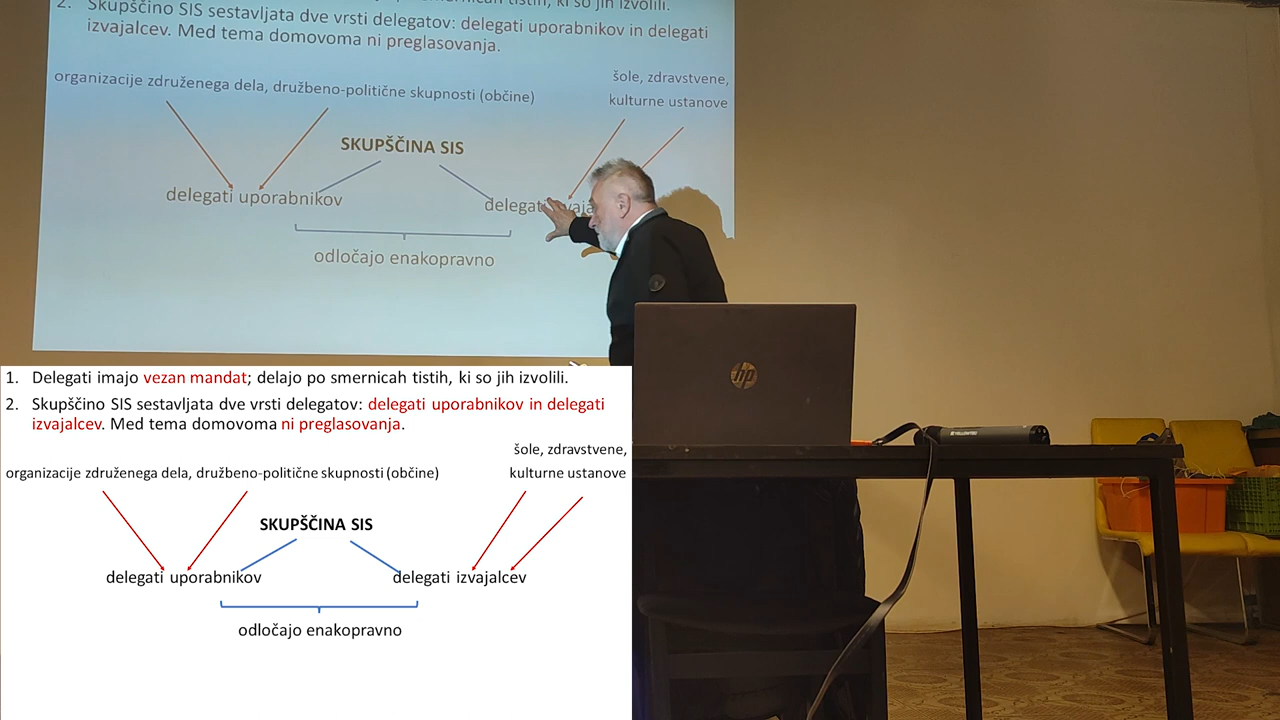 2. Skupščino SIS sestavljata dve vrsti delegatov: delegati uporabnikov in delegati
izvajalcev. Med tema domovoma ni preglasovanja.
organizacije združenega dela, družbeno-politične skupnosti (občine)
šole, zdravstvene,
kulturne ustanove
SKUPŠČINA SIS
delegati uporabnikov
delegati
odločajo enakopravno
hp
1. Delegati imajo vezan mandat; delajo po smernicah tistih, ki so jih izvolili.
2. Skupščino SIS sestavljata dve vrsti delegatov: delegati uporabnikov in delegati
izvajalcev. Med tema domovoma ni preglasovanja.
šole, zdravstvene,
organizacije združenega dela, družbeno-politične skupnosti (občine)
kulturne ustanove
SKUPŠČINA SIS
delegati uporabnikov
delegati izvajalcev
odločajo enakopravno